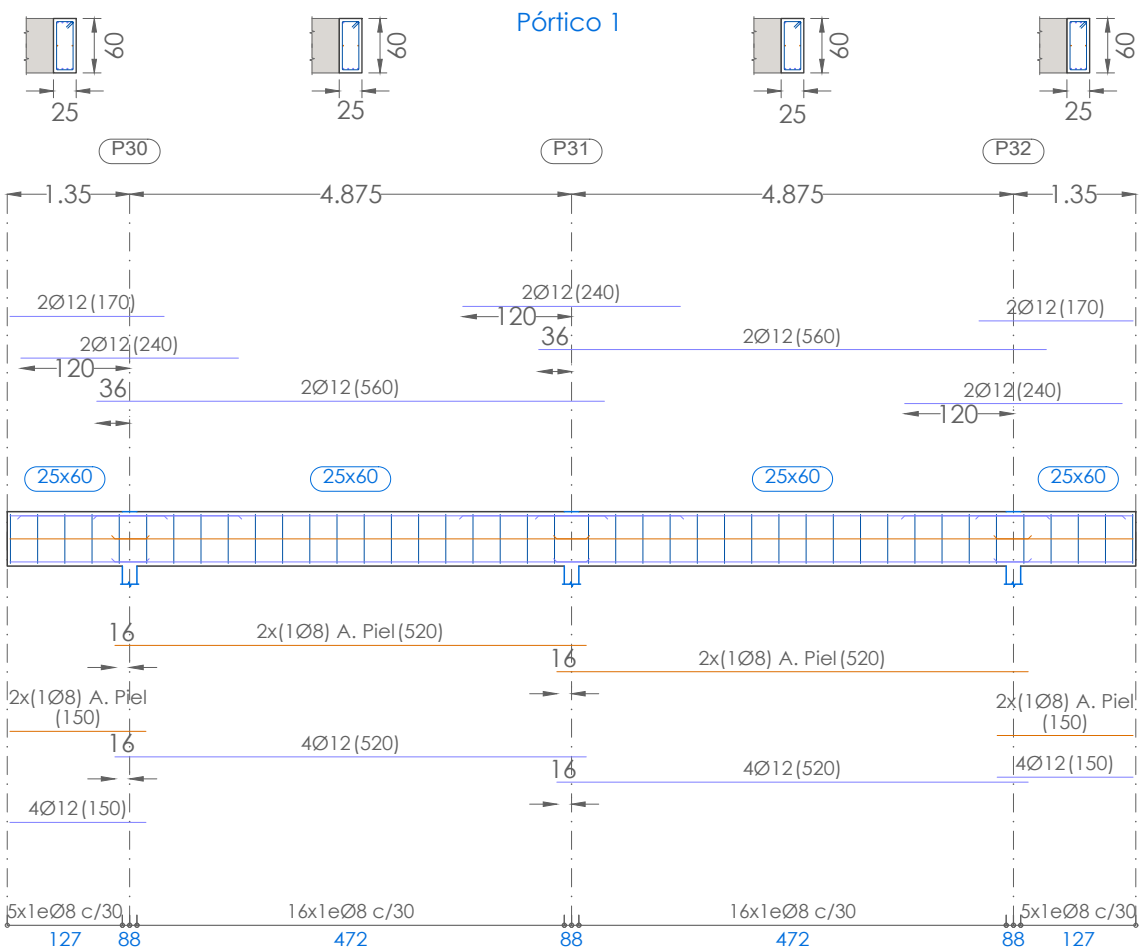 Pórtico 1
60
60
60
60
25
25
25
25
P30
P31
P32
1.35
4.875
4.875
1.35
2Ø12(170)
2Ø12(240)
2Ø12(170)
120
2Ø12(240)
36
2Ø12(560)
120
36
2Ø12(560)
2Ø12(240)
120
25x60
25x60
25x60
25x60
16
2x(1Ø8) A. Piel(520)
16
2x(1Ø8) A. Piel(520)
2x(1Ø8) A. Piel
(150)
2x(1Ø8) A. Piel
(150)
16
4Ø12(520)
16
4Ø12(520)
4Ø12(150)
4Ø12(150)
5x1eØ8 c/30
16x1eØ8 c/30
16x1eØ8 c/30
5x1eØ8 c/30
127
88
472
88
472
88
127